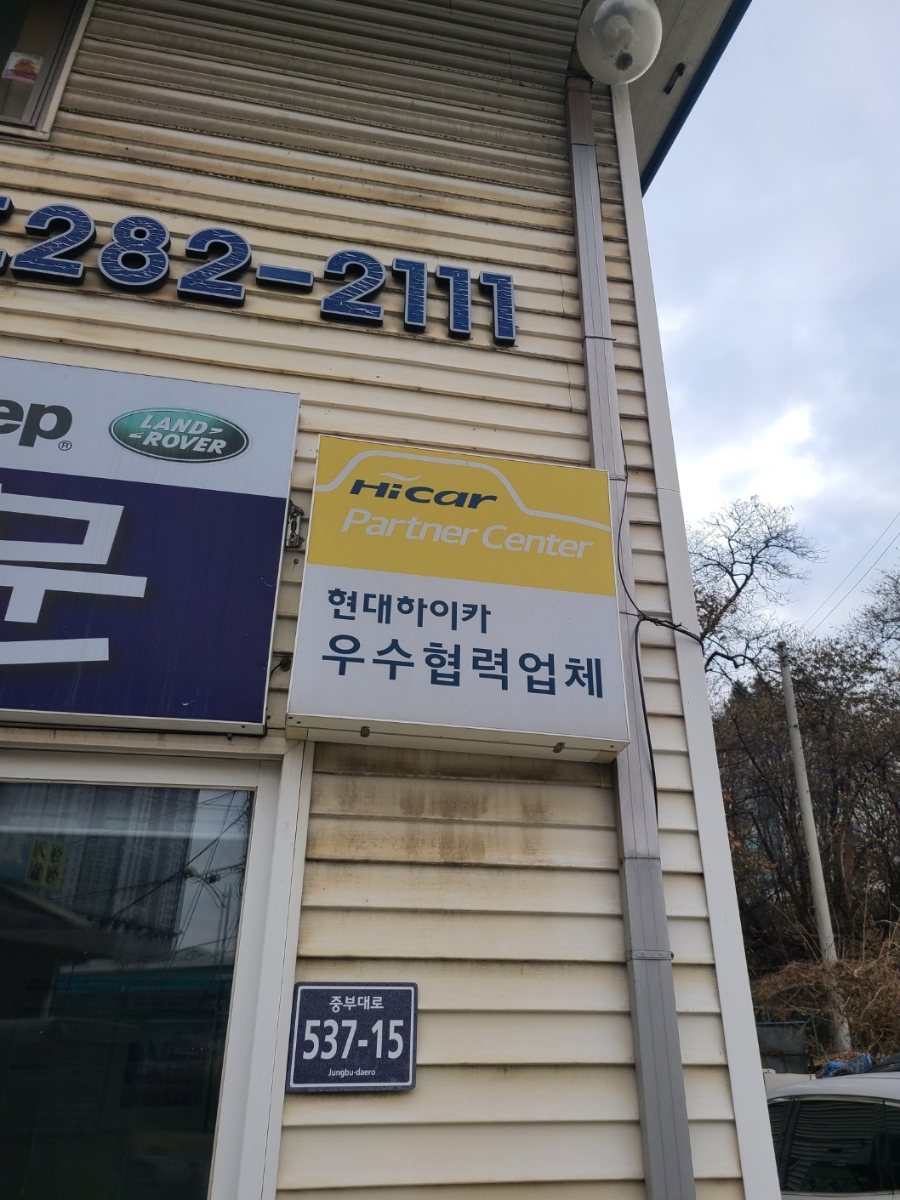 282-2111
ep®
LAND
ROVER
문
Hicar
Partner Center
현대하이카
우수협력업체
중부대로
537-15
Jungbu-daero